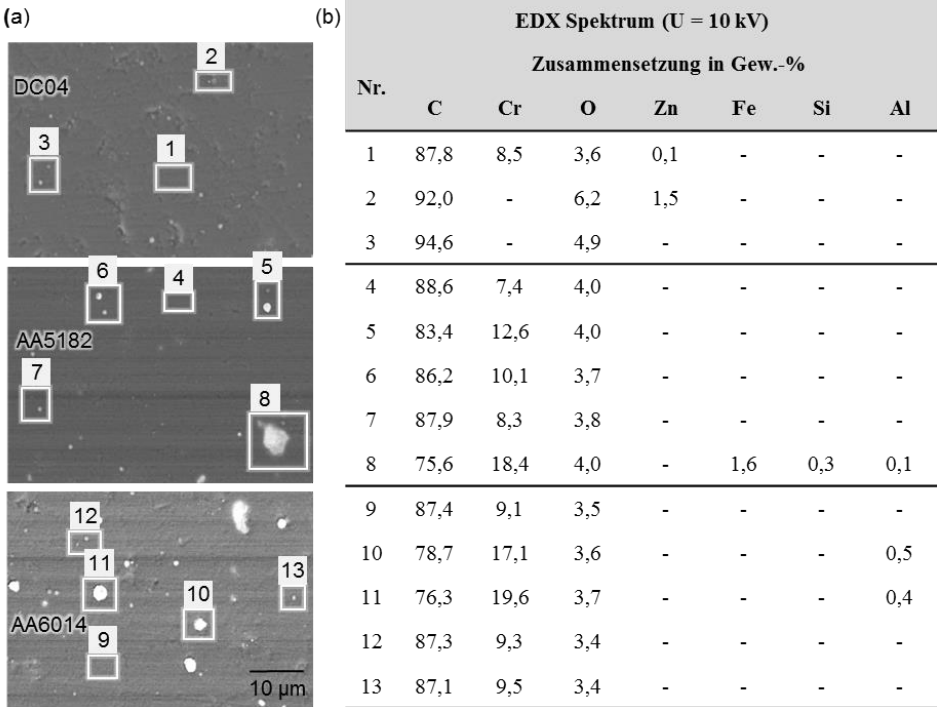 (a)
DC04
2
3
1
6
4
5
AA5182
7
8
12
11
13
10
AA6014
9
10 µm
(b)
EDX Spektrum (U = 10 kV)
Nr. Zusammensetzung in Gew.-%
C Cr O Zn Fe Si Al
1 87,8 8,5 3,6 0,1 - - -
2 92,0 - 6,2 1,5 - - -
3 94,6 - 4,9 - - - -
4 88,6 7,4 4,0 - - - -
5 83,4 12,6 4,0 - - - -
6 86,2 10,1 3,7 - - - -
7 87,9 8,3 3,8 - - - -
8 75,6 18,4 4,0 - 1,6 0,3 0,1
9 87,4 9,1 3,5 - - - -
10 78,7 17,1 3,6 - - - 0,5
11 76,3 19,6 3,7 - - - 0,4
12 87,3 9,3 3,4 - - - -
13 87,1 9,5 3,4 - - - -